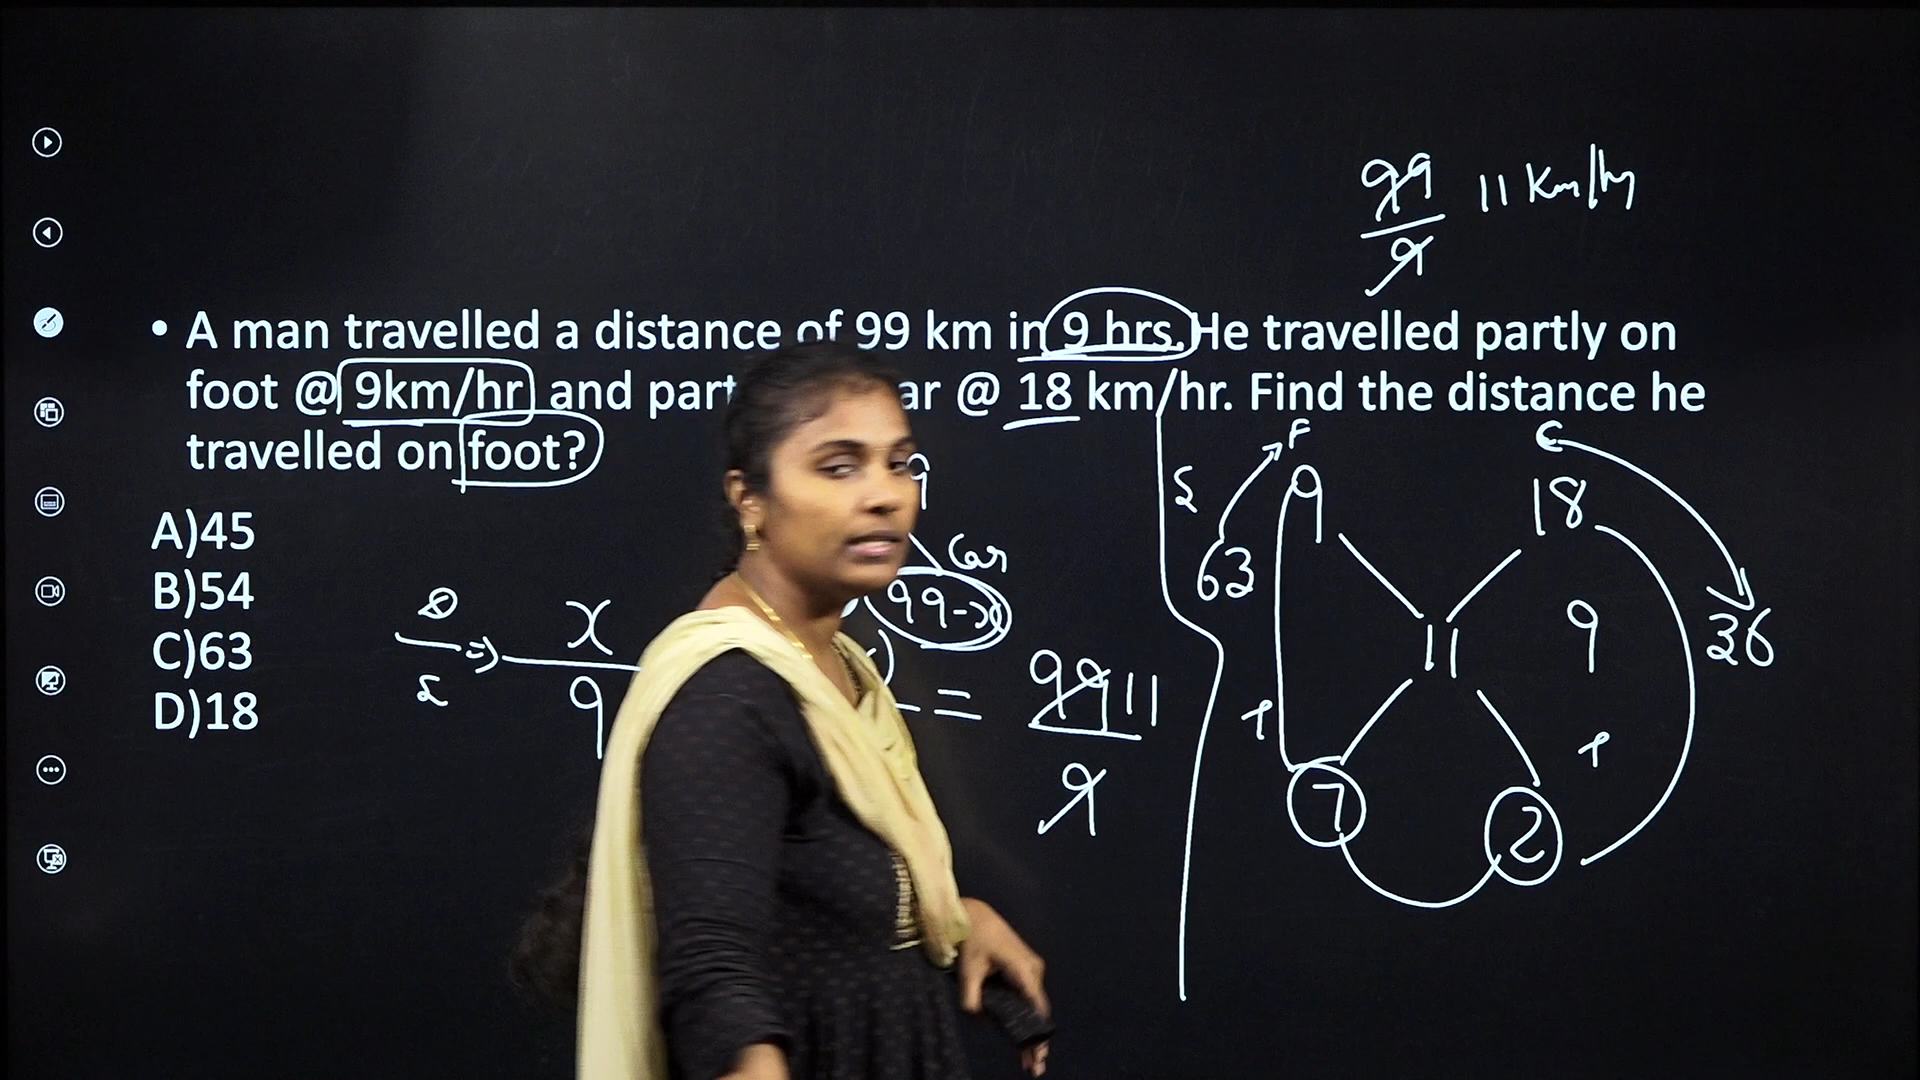 99
9 11 Km/hr
• A man travelled a distance of 99 km in 9 hrs. He travelled partly on
foot @ 9km/hr and part ar @ 18 km/hr. Find the distance he
travelled on foot?
A)45
B)54
C)63
D)18
D
S ⇒ x
9
9
Car
99-x
)
= 99 11
9
S
F C
9 18
63
11 9 36
7 2